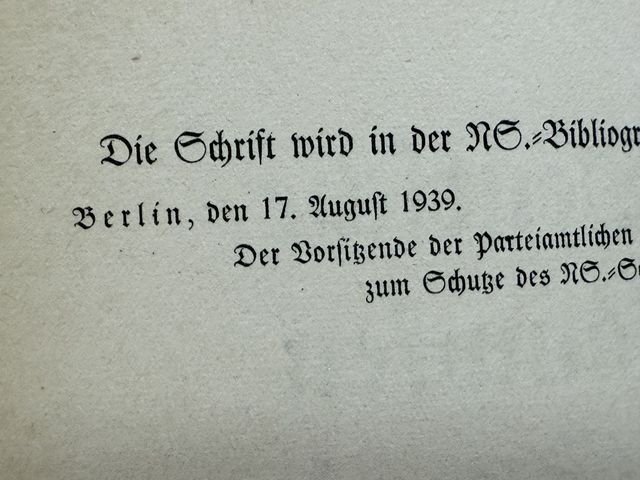 Die Schrift wird in der NS.-Bibliogr
Berlin, den 17. August 1939.
Der Vorsitzende der Parteiamtlichen
zum Schutze des NS.-S